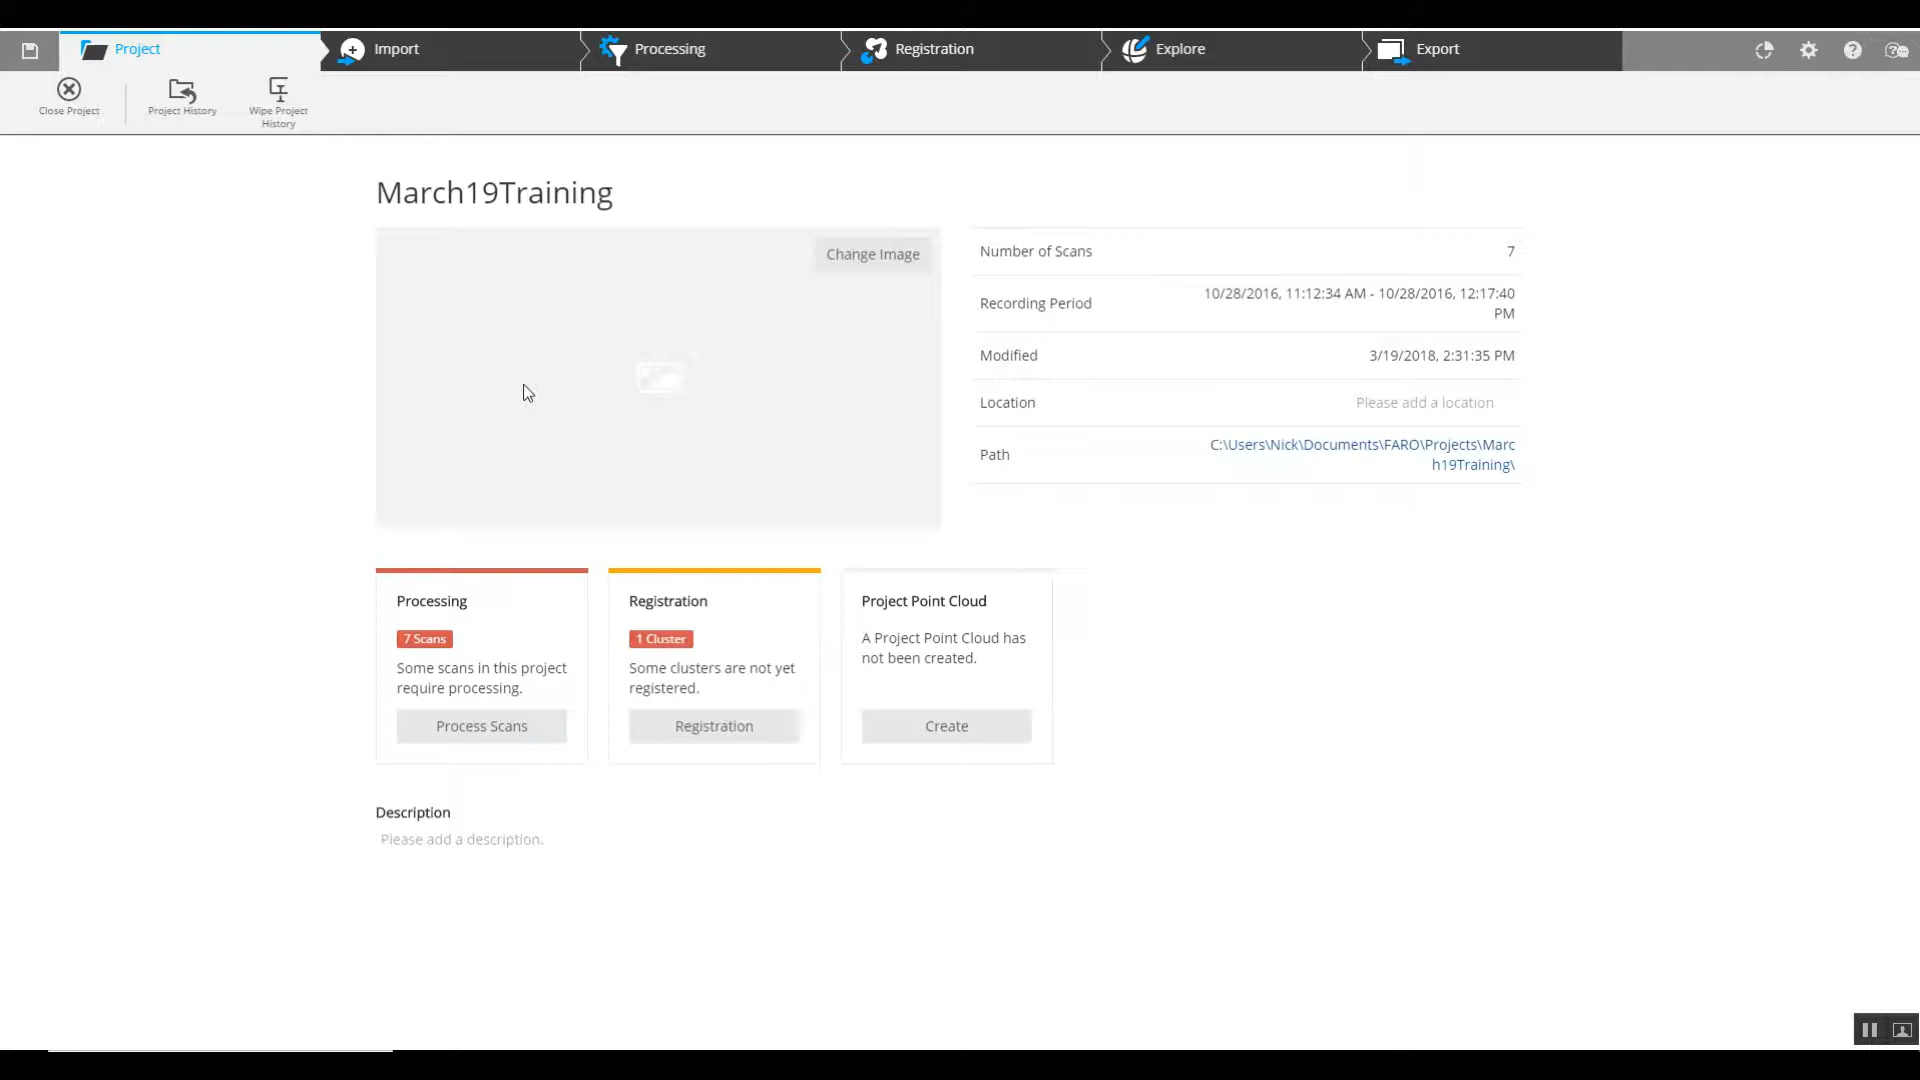 Project
Import
Processing
Registration
Explore
Export
Close Project
Project History
Wipe Project
History
March19Training
Change Image
Number of Scans
7
Recording Period
10/28/2016, 11:12:34 AM - 10/28/2016, 12:17:40
PM
Modified
3/19/2018, 2:31:35 PM
Location
Please add a location
Path
C:\Users\Nick\Documents\FARO\Projects\Marc
h19Training\
Processing
7 Scans
Some scans in this project
require processing.
Process Scans
Registration
1 Cluster
Some clusters are not yet
registered.
Registration
Project Point Cloud
A Project Point Cloud has
not been created.
Create
Description
Please add a description.